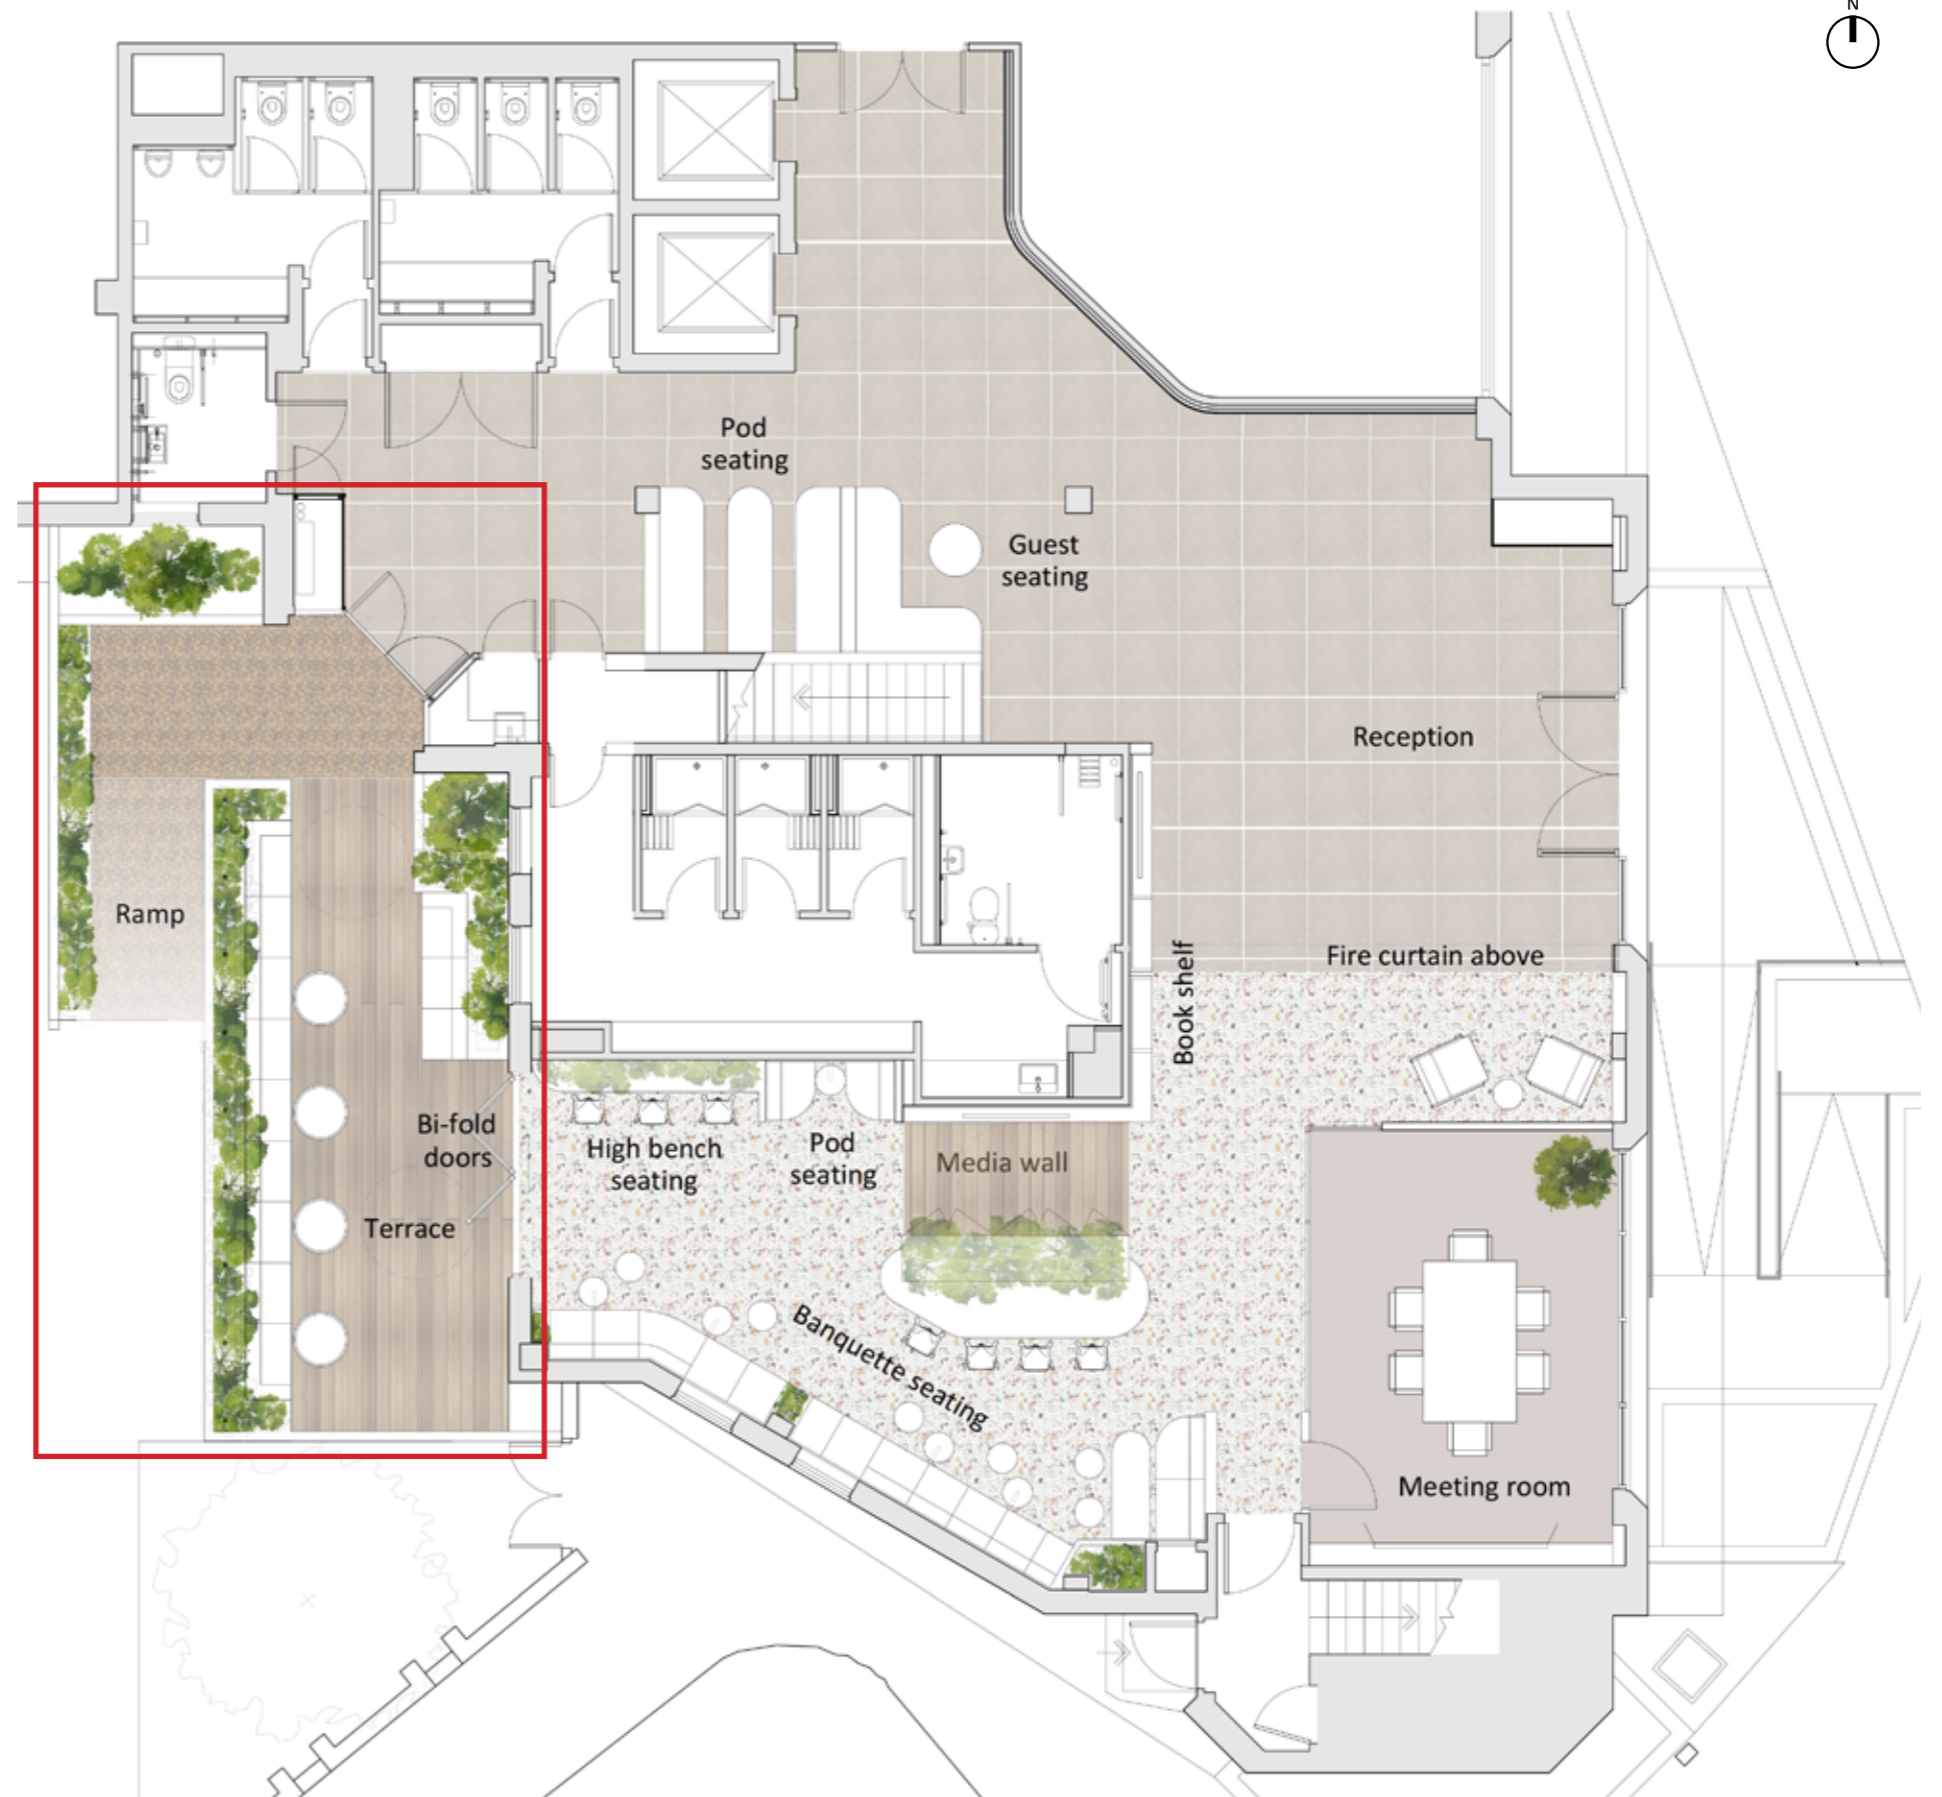 N
Pod
seating
Guest
seating
Reception
Ramp
Fire curtain above
Book shelf
Bi-fold
doors
High bench
seating
Pod
seating
Media wall
Terrace
Banquette seating
Meeting room